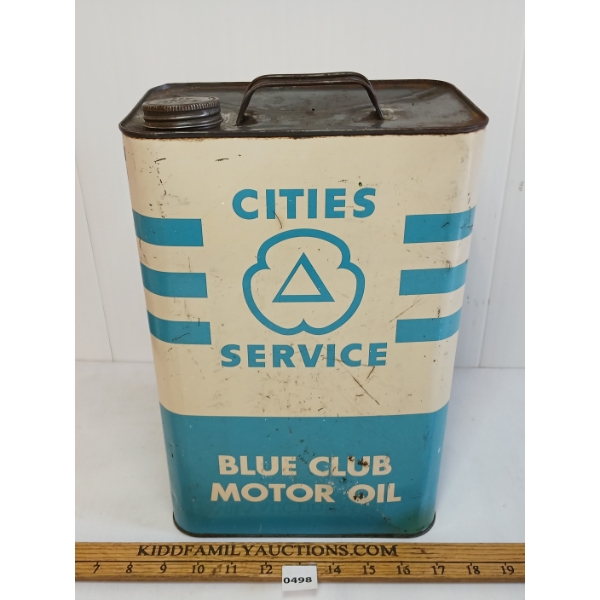 CITIES
SERVICE
BLUE CLUB
MOTOR OIL
KIDDFAMILYAUCTIONS.COM
7 8 9 10 11 12 14 15 16 17 18 19
0498